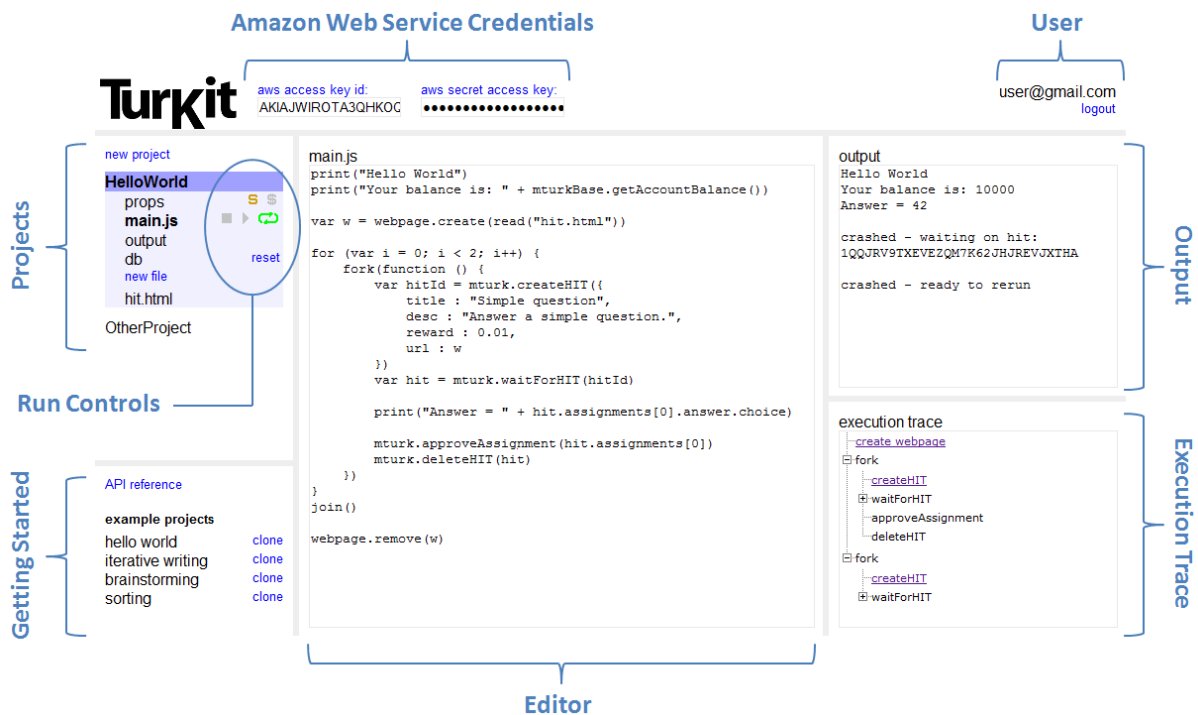 Amazon Web Service Credentials
User
Turkit
aws access key id:
AKIAJWIROTA3QHKO
aws secret access key:
••••••••••••••••••
user@gmail.com
logout
Projects
new project
HelloWorld
props
S $
main.js
output
db
reset
new file
hit.html
OtherProject
Run Controls
Getting Started
API reference
example projects
hello world clone
iterative writing clone
brainstorming clone
sorting clone
main.js
print("Hello World")
print("Your balance is: " + mturkBase.getAccountBalance())
var w = webpage.create(read("hit.html"))
for (var i = 0; i < 2; i++) {
    fork(function () {
        var hitId = mturk.createHIT({
            title : "Simple question",
            desc : "Answer a simple question.",
            reward : 0.01,
            url : w
        })
        var hit = mturk.waitForHIT(hitId)
        print("Answer = " + hit.assignments[0].answer.choice)
        mturk.approveAssignment(hit.assignments[0])
        mturk.deleteHIT(hit)
    })
}
join()
webpage.remove(w)
Editor
output
Hello World
Your balance is: 10000
Answer = 42
crashed - waiting on hit:
1QQJRV9TXEVEZQM7K62JHJREVJXTHA
crashed - ready to rerun
Output
execution trace
create webpage
fork
createHIT
waitForHIT
approveAssignment
deleteHIT
fork
createHIT
waitForHIT
Execution Trace